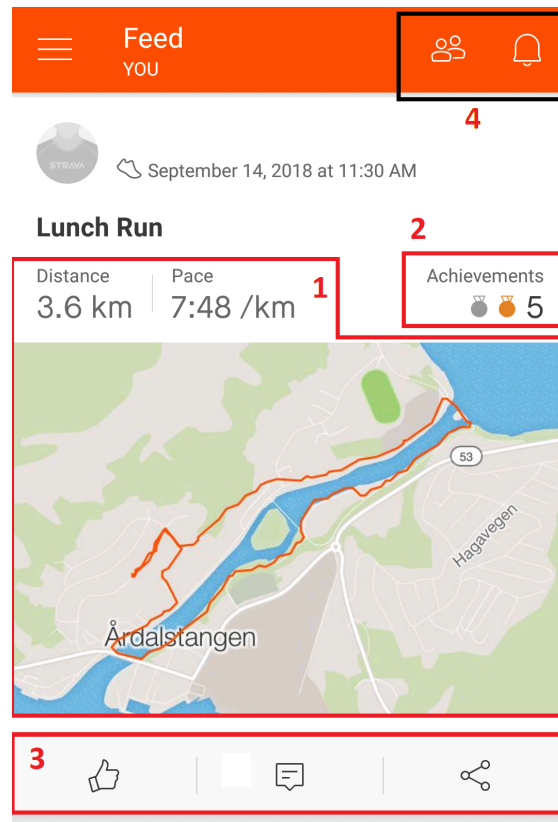 Feed
YOU
4
STRAVA
September 14, 2018 at 11:30 AM
Lunch Run
2
Distance Pace 1 Achievements
3.6 km 7:48 /km 5
53
Hagavegen
Årdalstangen
3